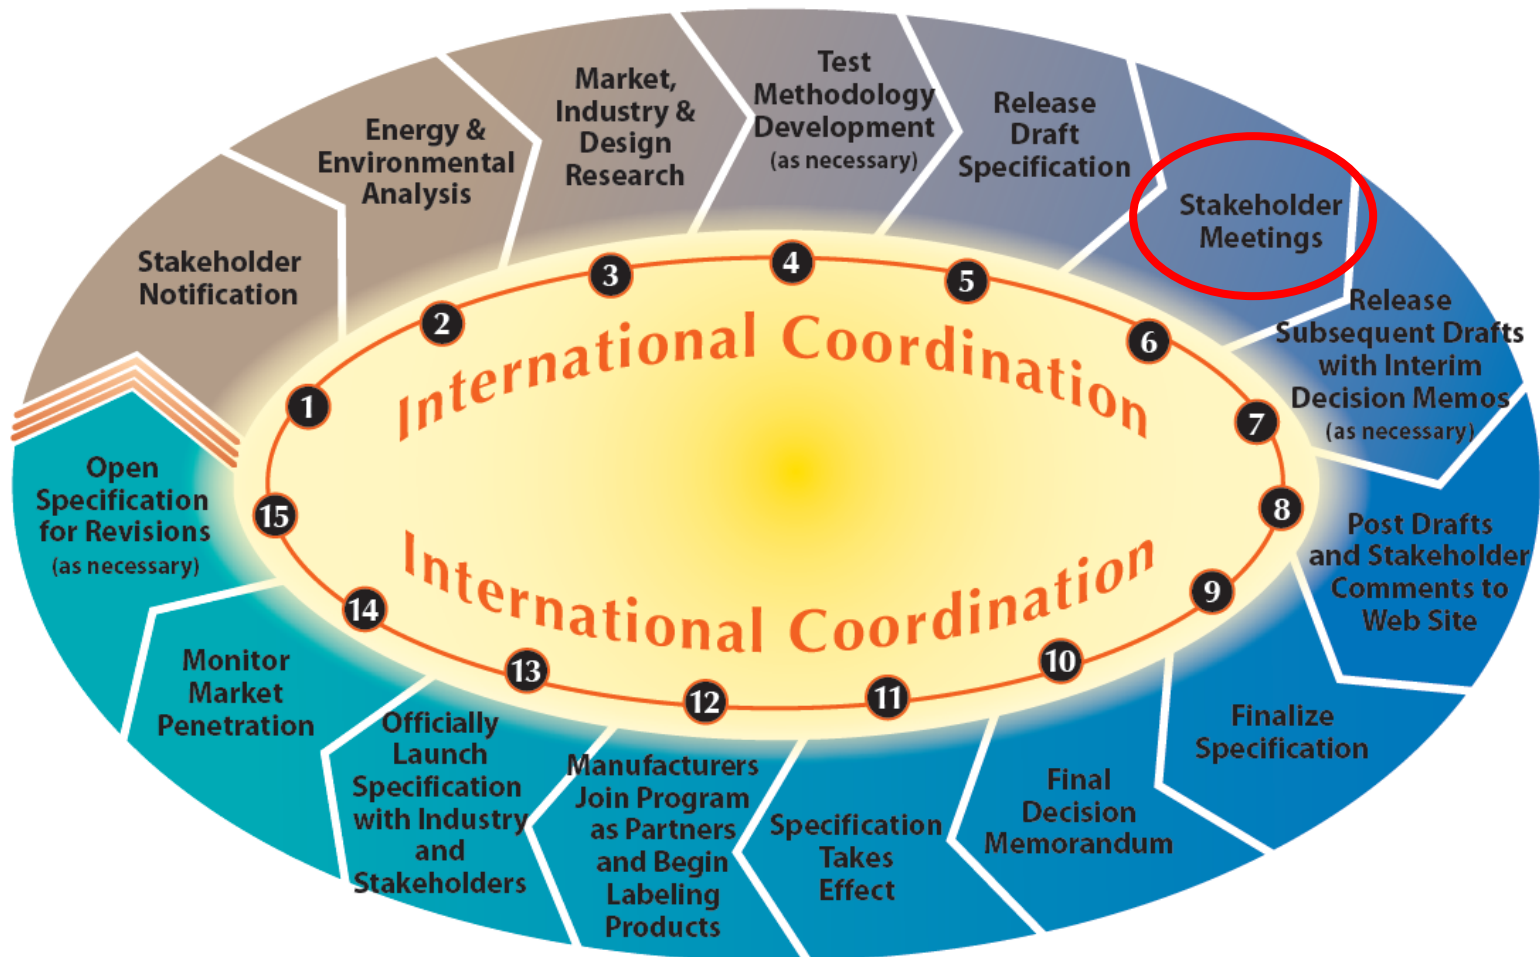 Stakeholder
Notification
Energy &
Environmental
Analysis
Market,
Industry &
Design
Research
Test
Methodology
Development
(as necessary)
Release
Draft
Specification
Stakeholder
Meetings
Release
Subsequent Drafts
with Interim
Decision Memos
(as necessary)
Post Drafts
and Stakeholder
Comments to
Web Site
Finalize
Specification
Final
Decision
Memorandum
Specification
Takes
Effect
Manufacturers
Join Program
as Partners
and Begin
Labeling
Products
Officially
Launch
Specification
with Industry
and
Stakeholders
Monitor
Market
Penetration
Open
Specification
for Revisions
(as necessary)
1
2
3
4
5
6
7
8
9
10
11
12
13
14
15
International Coordination
International Coordination